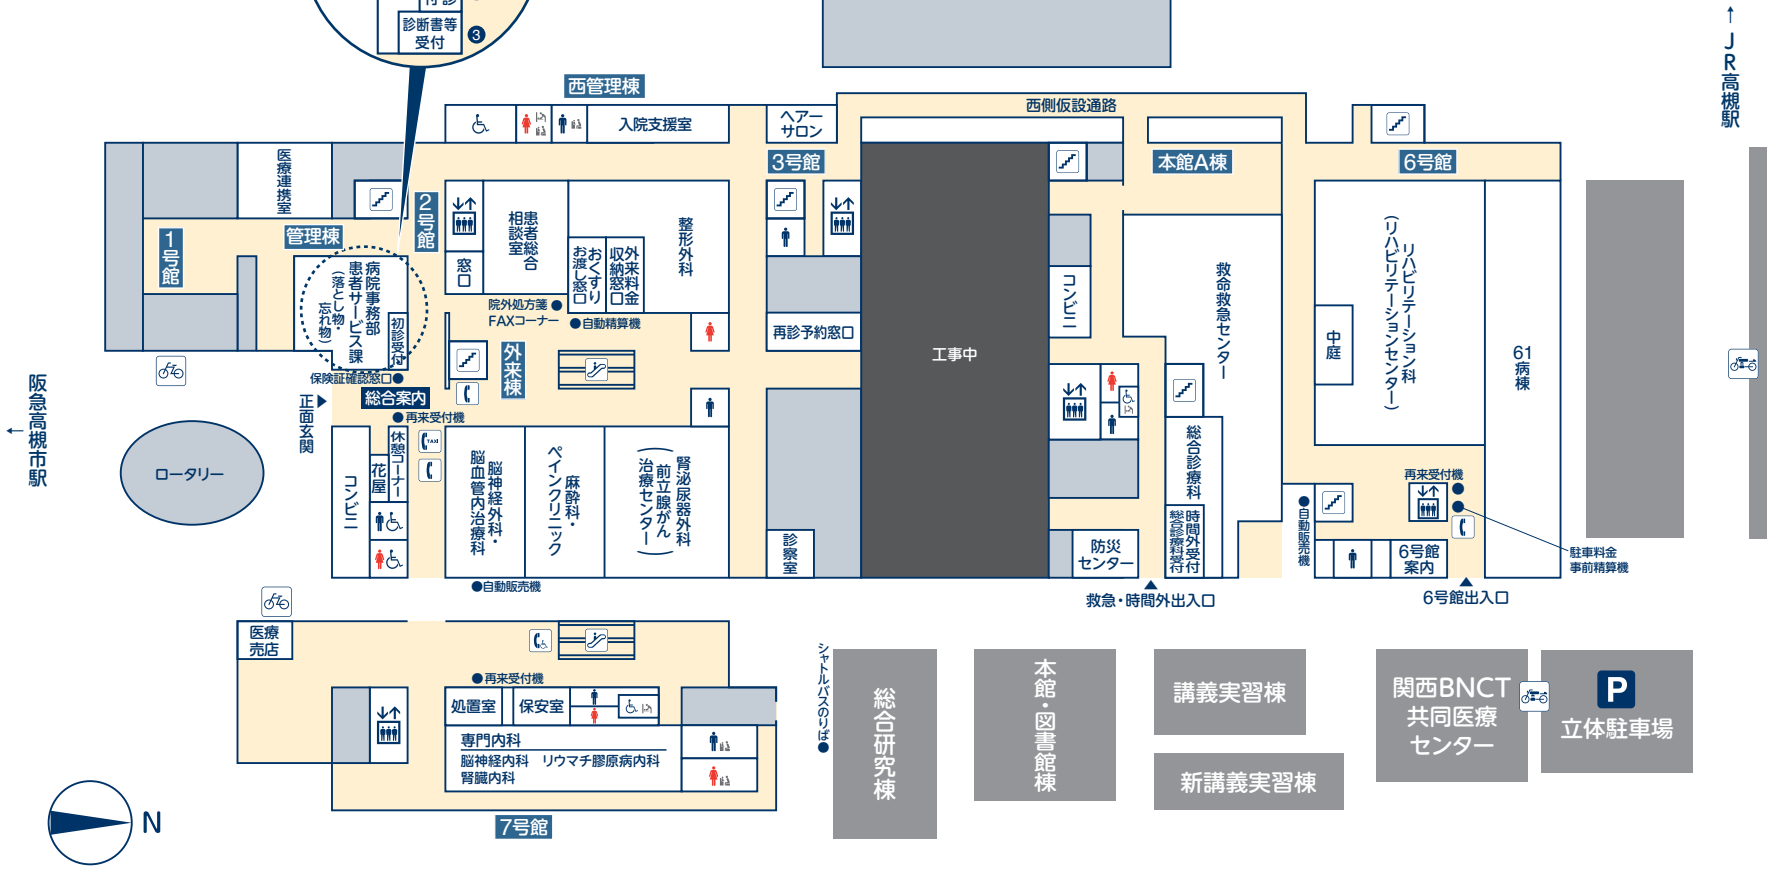 診断書等
受付
3
↑JR高槻駅
西管理棟
入院支援室
ヘアー
サロン
西側仮設通路
3号館
本館A棟
6号館
医療連携室
2号館
1号館
管理棟
病院事務部
患者サービス課
(落とし物・
忘れ物)
初診受付
窓口
患者総合
相談室
おくすり
お渡し窓口
外来料金
収納窓口
整形外科
院外処方箋
FAXコーナー
自動精算機
再診予約窓口
工事中
コンビニ
救命救急センター
リハビリテーション科
(リハビリテーションセンター)
中庭
61病棟
外来棟
保険証確認窓口
総合案内
再来受付機
正面玄関
←阪急高槻市駅
ロータリー
コンビニ
花屋
休憩コーナー
TAXI
脳神経外科・
脳血管内治療科
麻酔科・
ペインクリニック
腎泌尿器外科
(前立腺がん
治療センター)
診察室
防災
センター
総合診療科
時間外受付
総合診療科受付
自動販売機
再来受付機
6号館
案内
駐車料金
事前精算機
自動販売機
救急・時間外出入口
6号館出入口
医療
売店
再来受付機
処置室
保安室
専門内科
脳神経内科 リウマチ膠原病内科
腎臓内科
7号館
シャトルバスのりば
総合研究棟
本館・図書館棟
講義実習棟
新講義実習棟
関西BNCT
共同医療
センター
P
立体駐車場
N